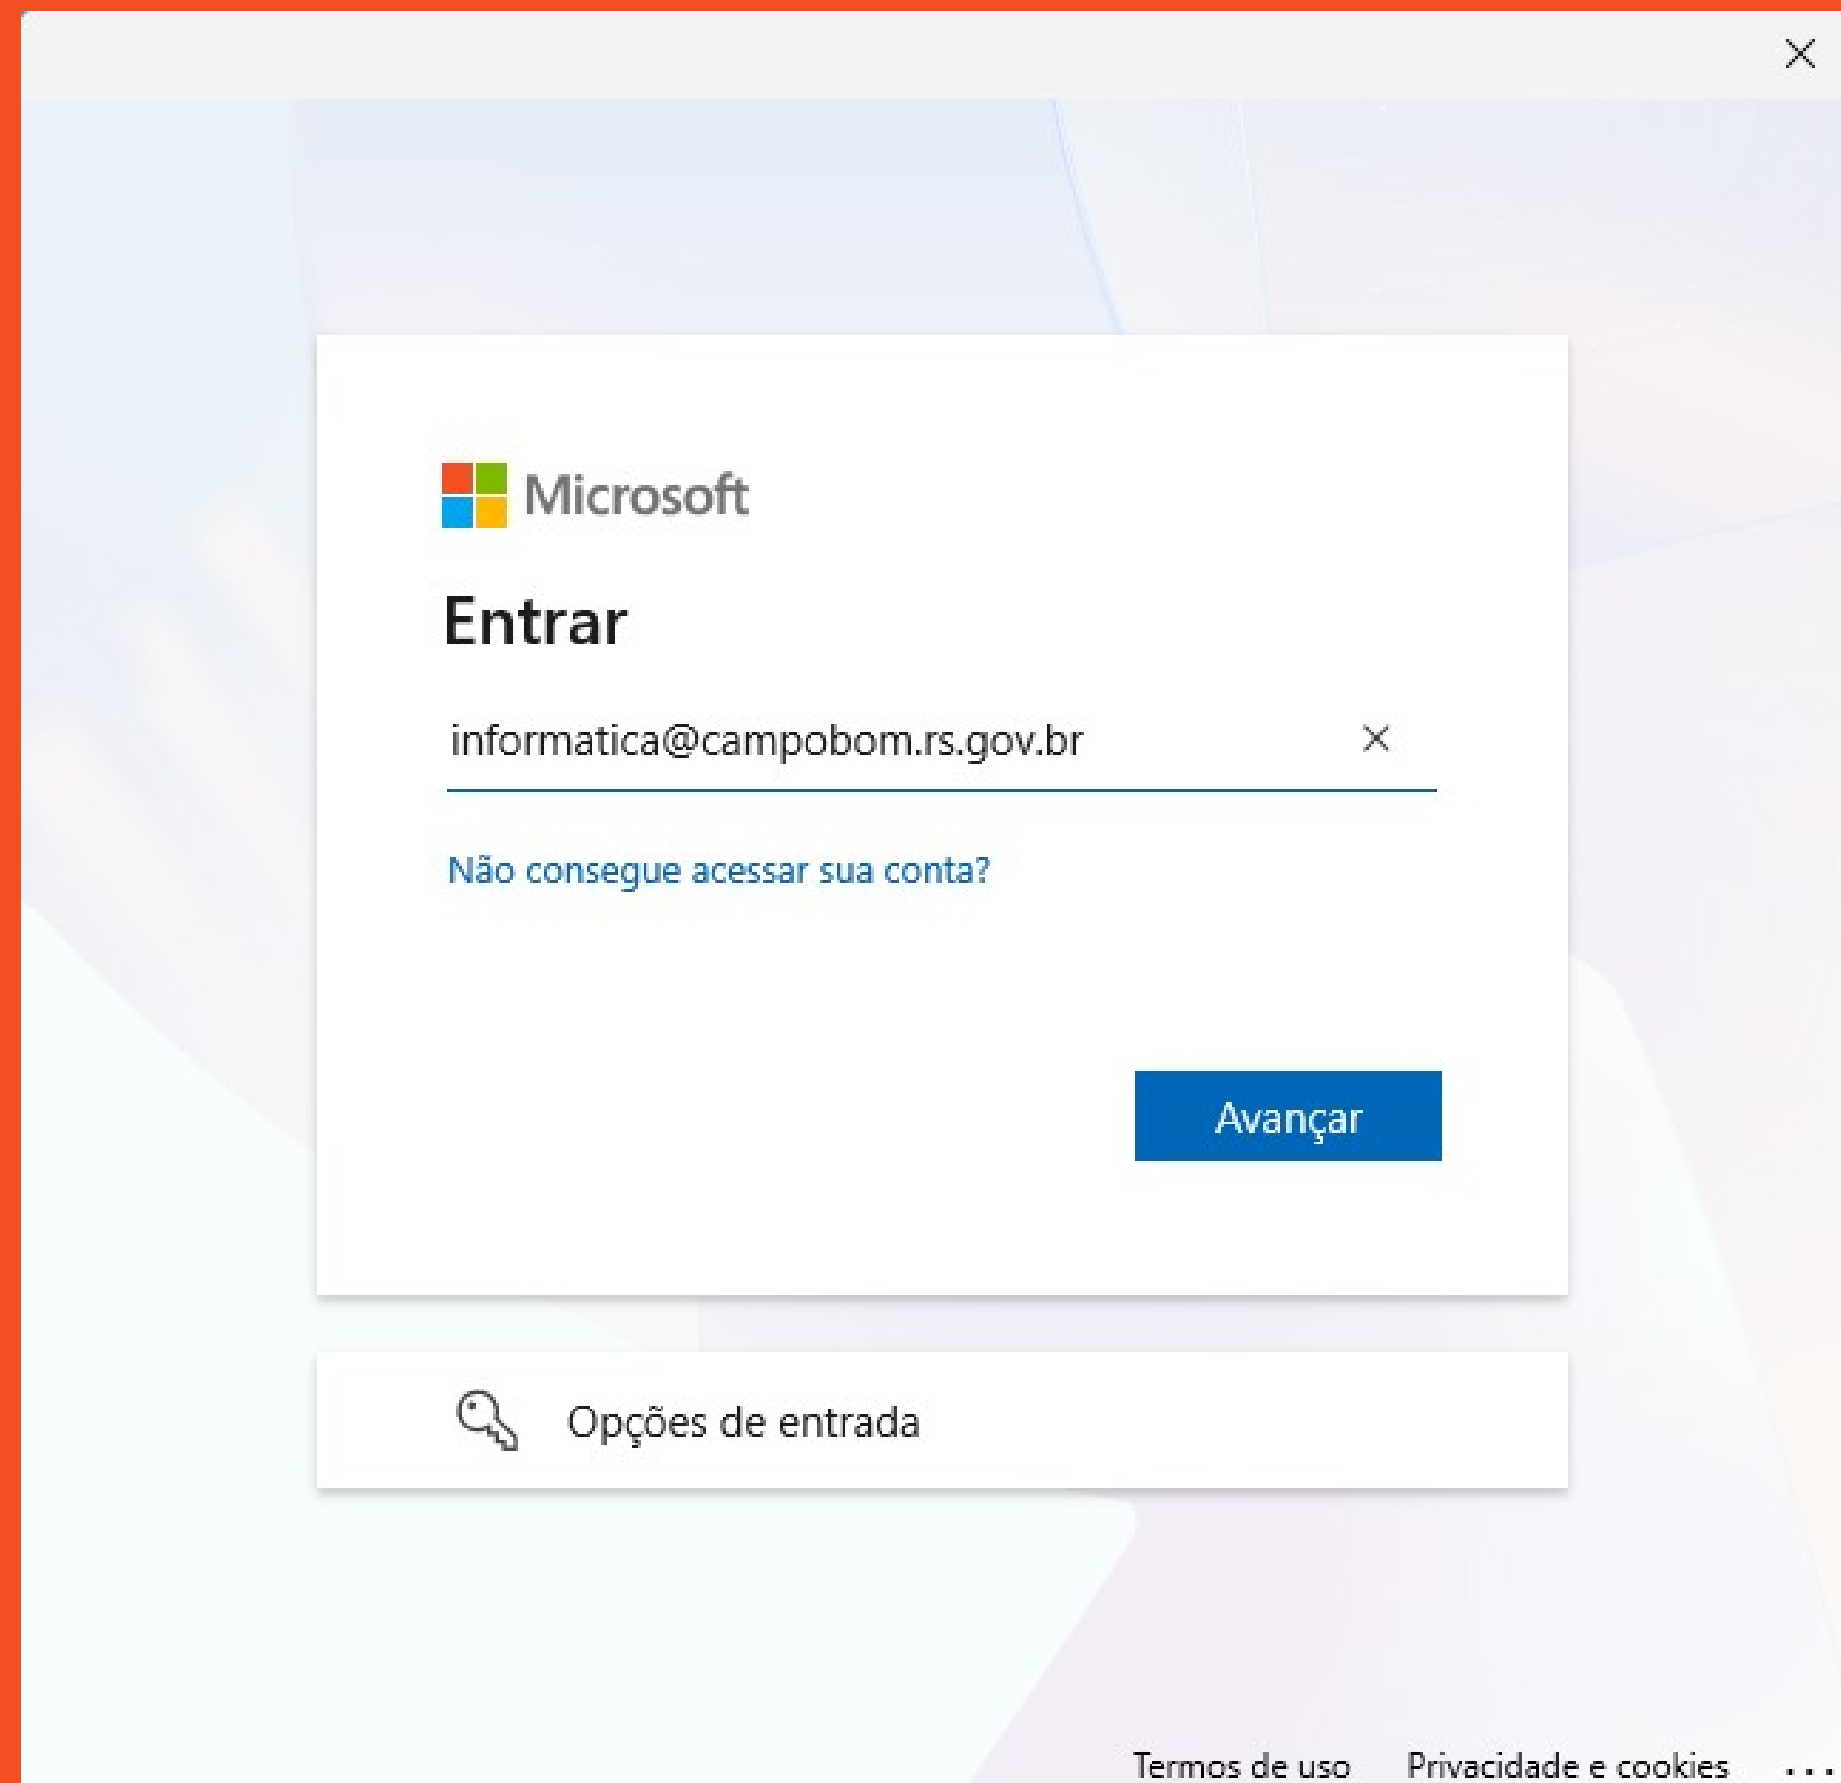 Microsoft
Entrar
informatica@campobom.rs.gov.br
Não consegue acessar sua conta?
Avançar
Opções de entrada
Termos de uso Privacidade e cookies ...